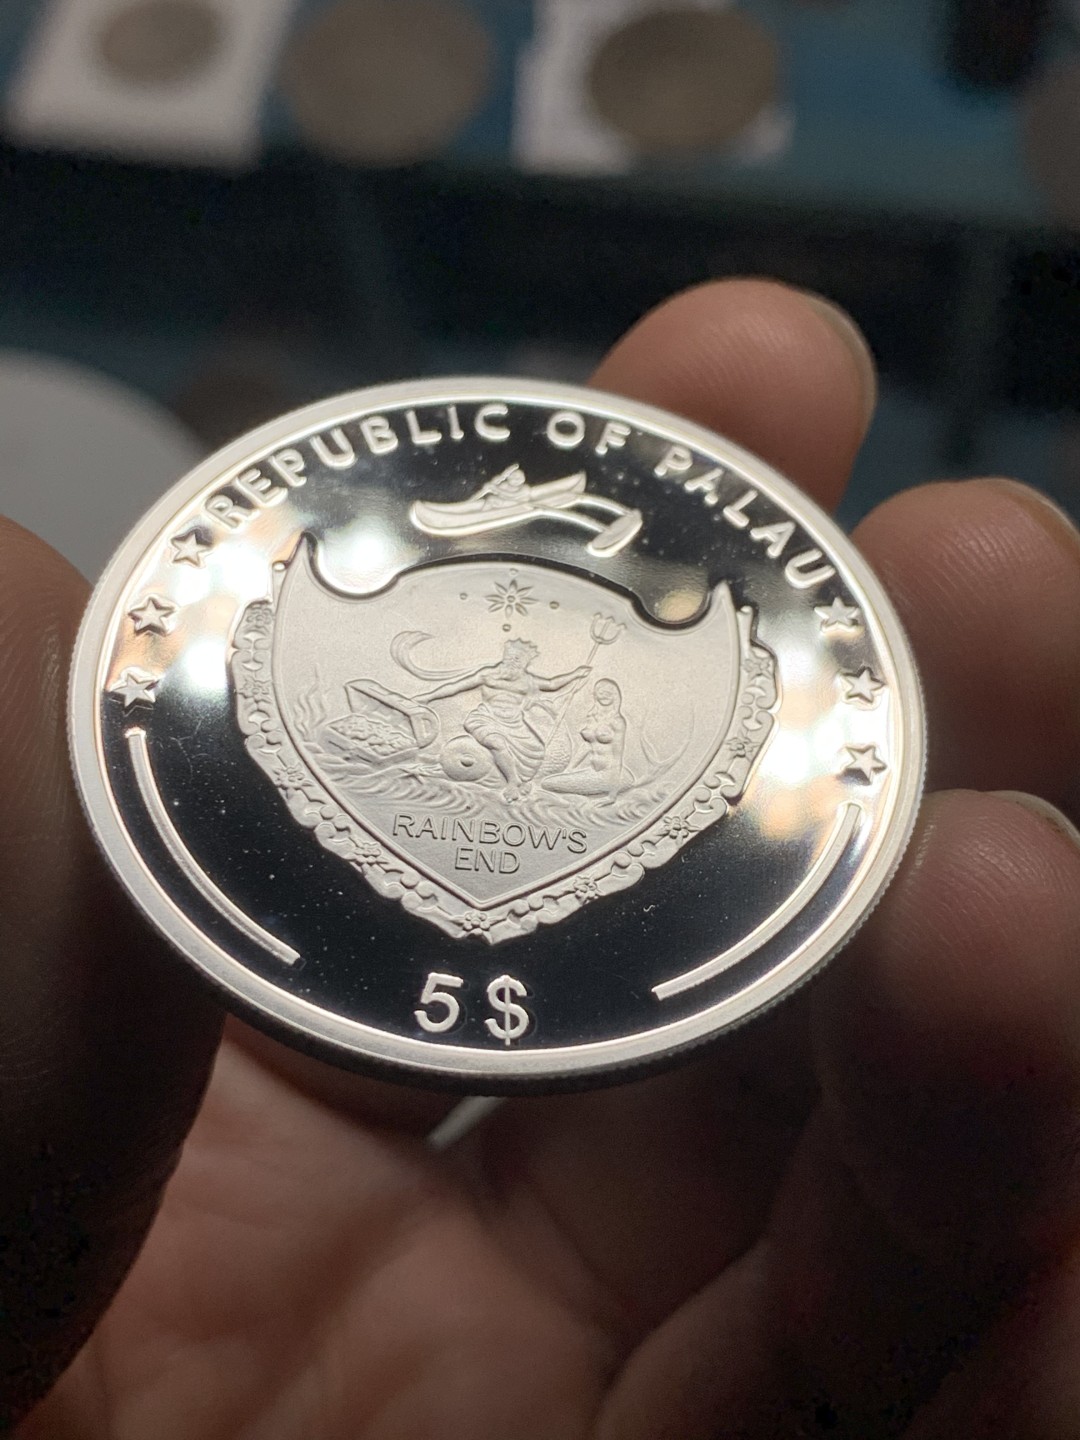 REPUBLIC OF PALAU
RAINBOW'S
END
5$